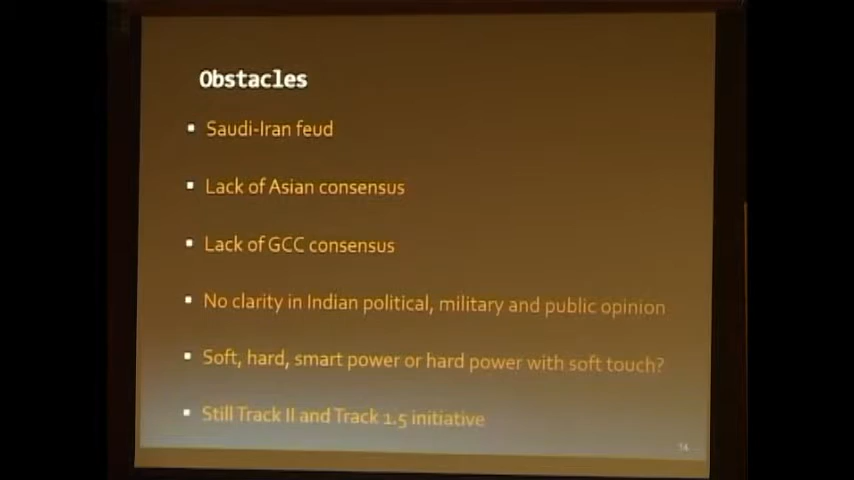 Obstacles
Saudi-Iran feud
Lack of Asian consensus
Lack of GCC consensus
No clarity in Indian political, military and public opinion
Soft, hard, smart power or hard power with soft touch?
Still Track II and Track 1.5 initiative